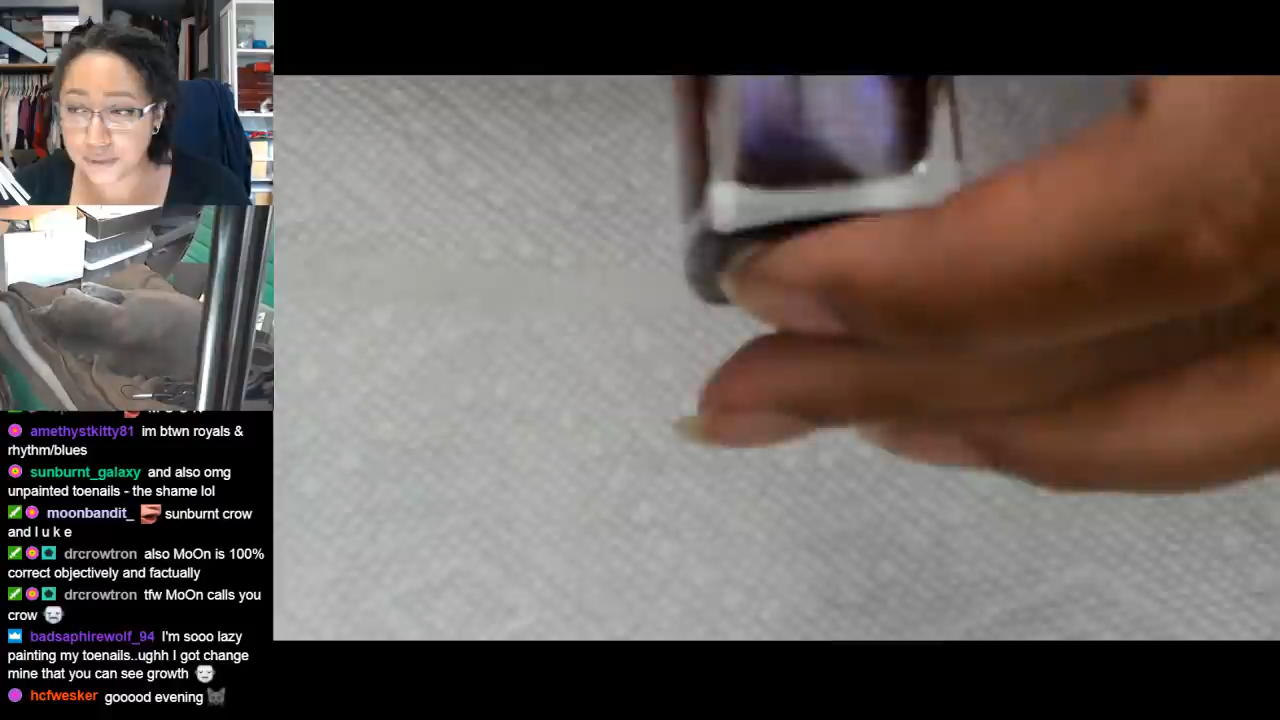 amethystkitty81 im btwn royals &
rhythm/blues
sunburnt_galaxy and also omg
unpainted toenails - the shame lol
moonbandit_ sunburnt crow
and l u k e
drcrowtron also MoOn is 100%
correct objectively and factually
drcrowtron tfw MoOn calls you
crow
badsaphirewolf_94 I'm sooo lazy
painting my toenails..ughh I got change
mine that you can see growth
hcfwesker gooood evening